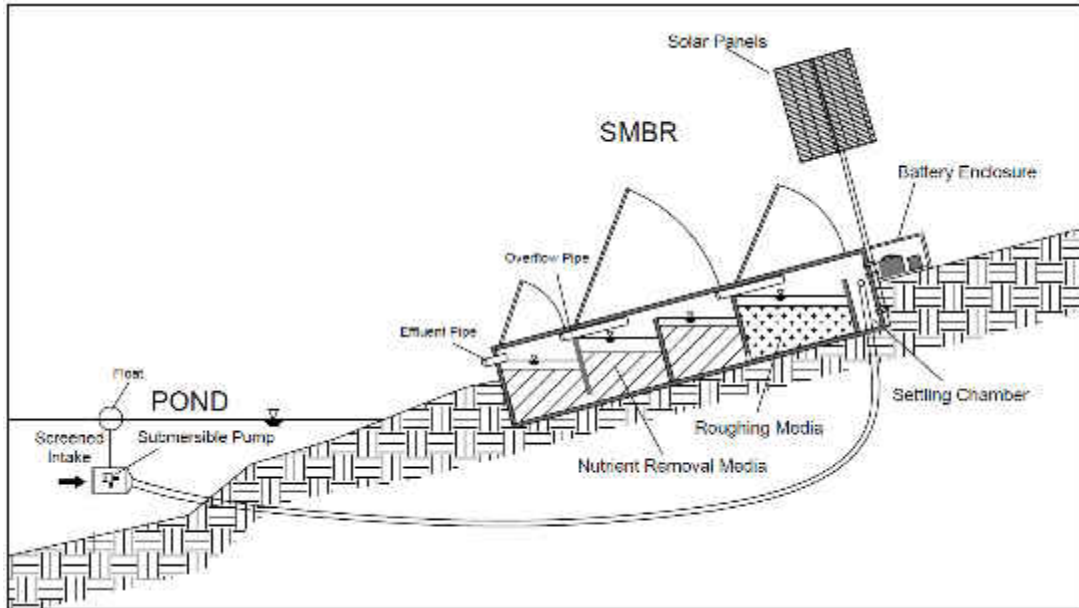 Solar Panels
SMBR
Battery Enclosure
Overflow Pipe
Effluent Pipe
Float
POND
Settling Chamber
Screened
Intake
Submersible Pump
Roughing Media
Nutrient Removal Media